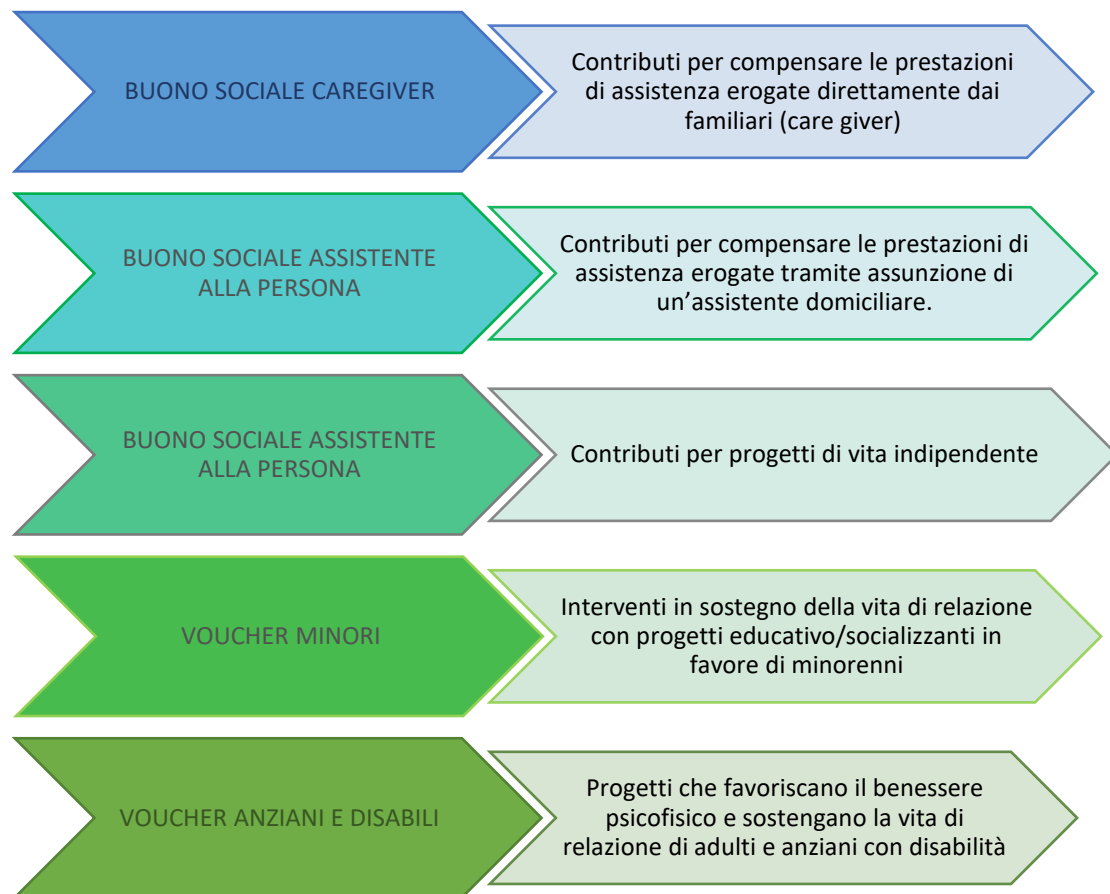 BUONO SOCIALE CAREGIVER
Contributi per compensare le prestazioni
di assistenza erogate direttamente dai
familiari (care giver)
BUONO SOCIALE ASSISTENTE
ALLA PERSONA
Contributi per compensare le prestazioni di
assistenza erogate tramite assunzione di
un’assistente domiciliare.
BUONO SOCIALE ASSISTENTE
ALLA PERSONA
Contributi per progetti di vita indipendente
VOUCHER MINORI
Interventi in sostegno della vita di relazione
con progetti educativo/socializzanti in
favore di minorenni
VOUCHER ANZIANI E DISABILI
Progetti che favoriscano il benessere
psicofisico e sostengano la vita di
relazione di adulti e anziani con disabilità